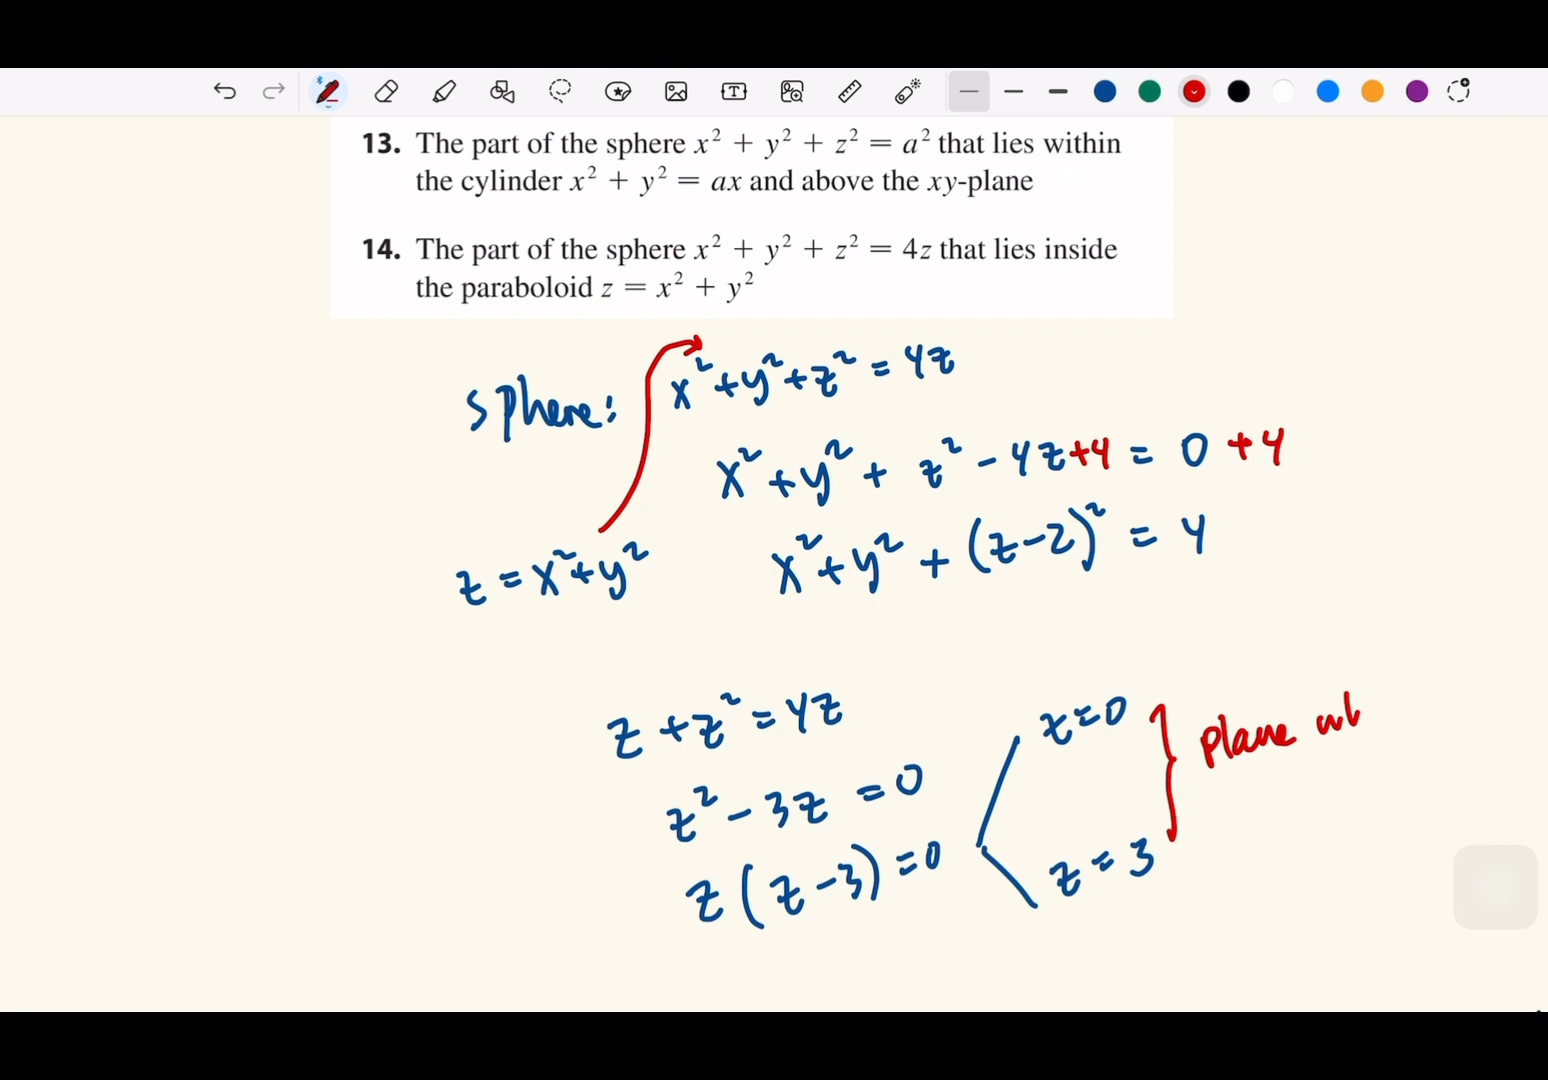 13. The part of the sphere x² + y² + z² = a² that lies within
the cylinder x² + y² = ax and above the xy-plane
14. The part of the sphere x² + y² + z² = 4z that lies inside
the paraboloid z = x² + y²
Sphere: x² + y² + z² = 4z
x² + y² + z² - 4z + 4 = 0 + 4
z = x² + y²
x² + y² + (z - 2)² = 4
z + z² = 4z
z² - 3z = 0
z (z - 3) = 0
z = 0
z = 3
plane